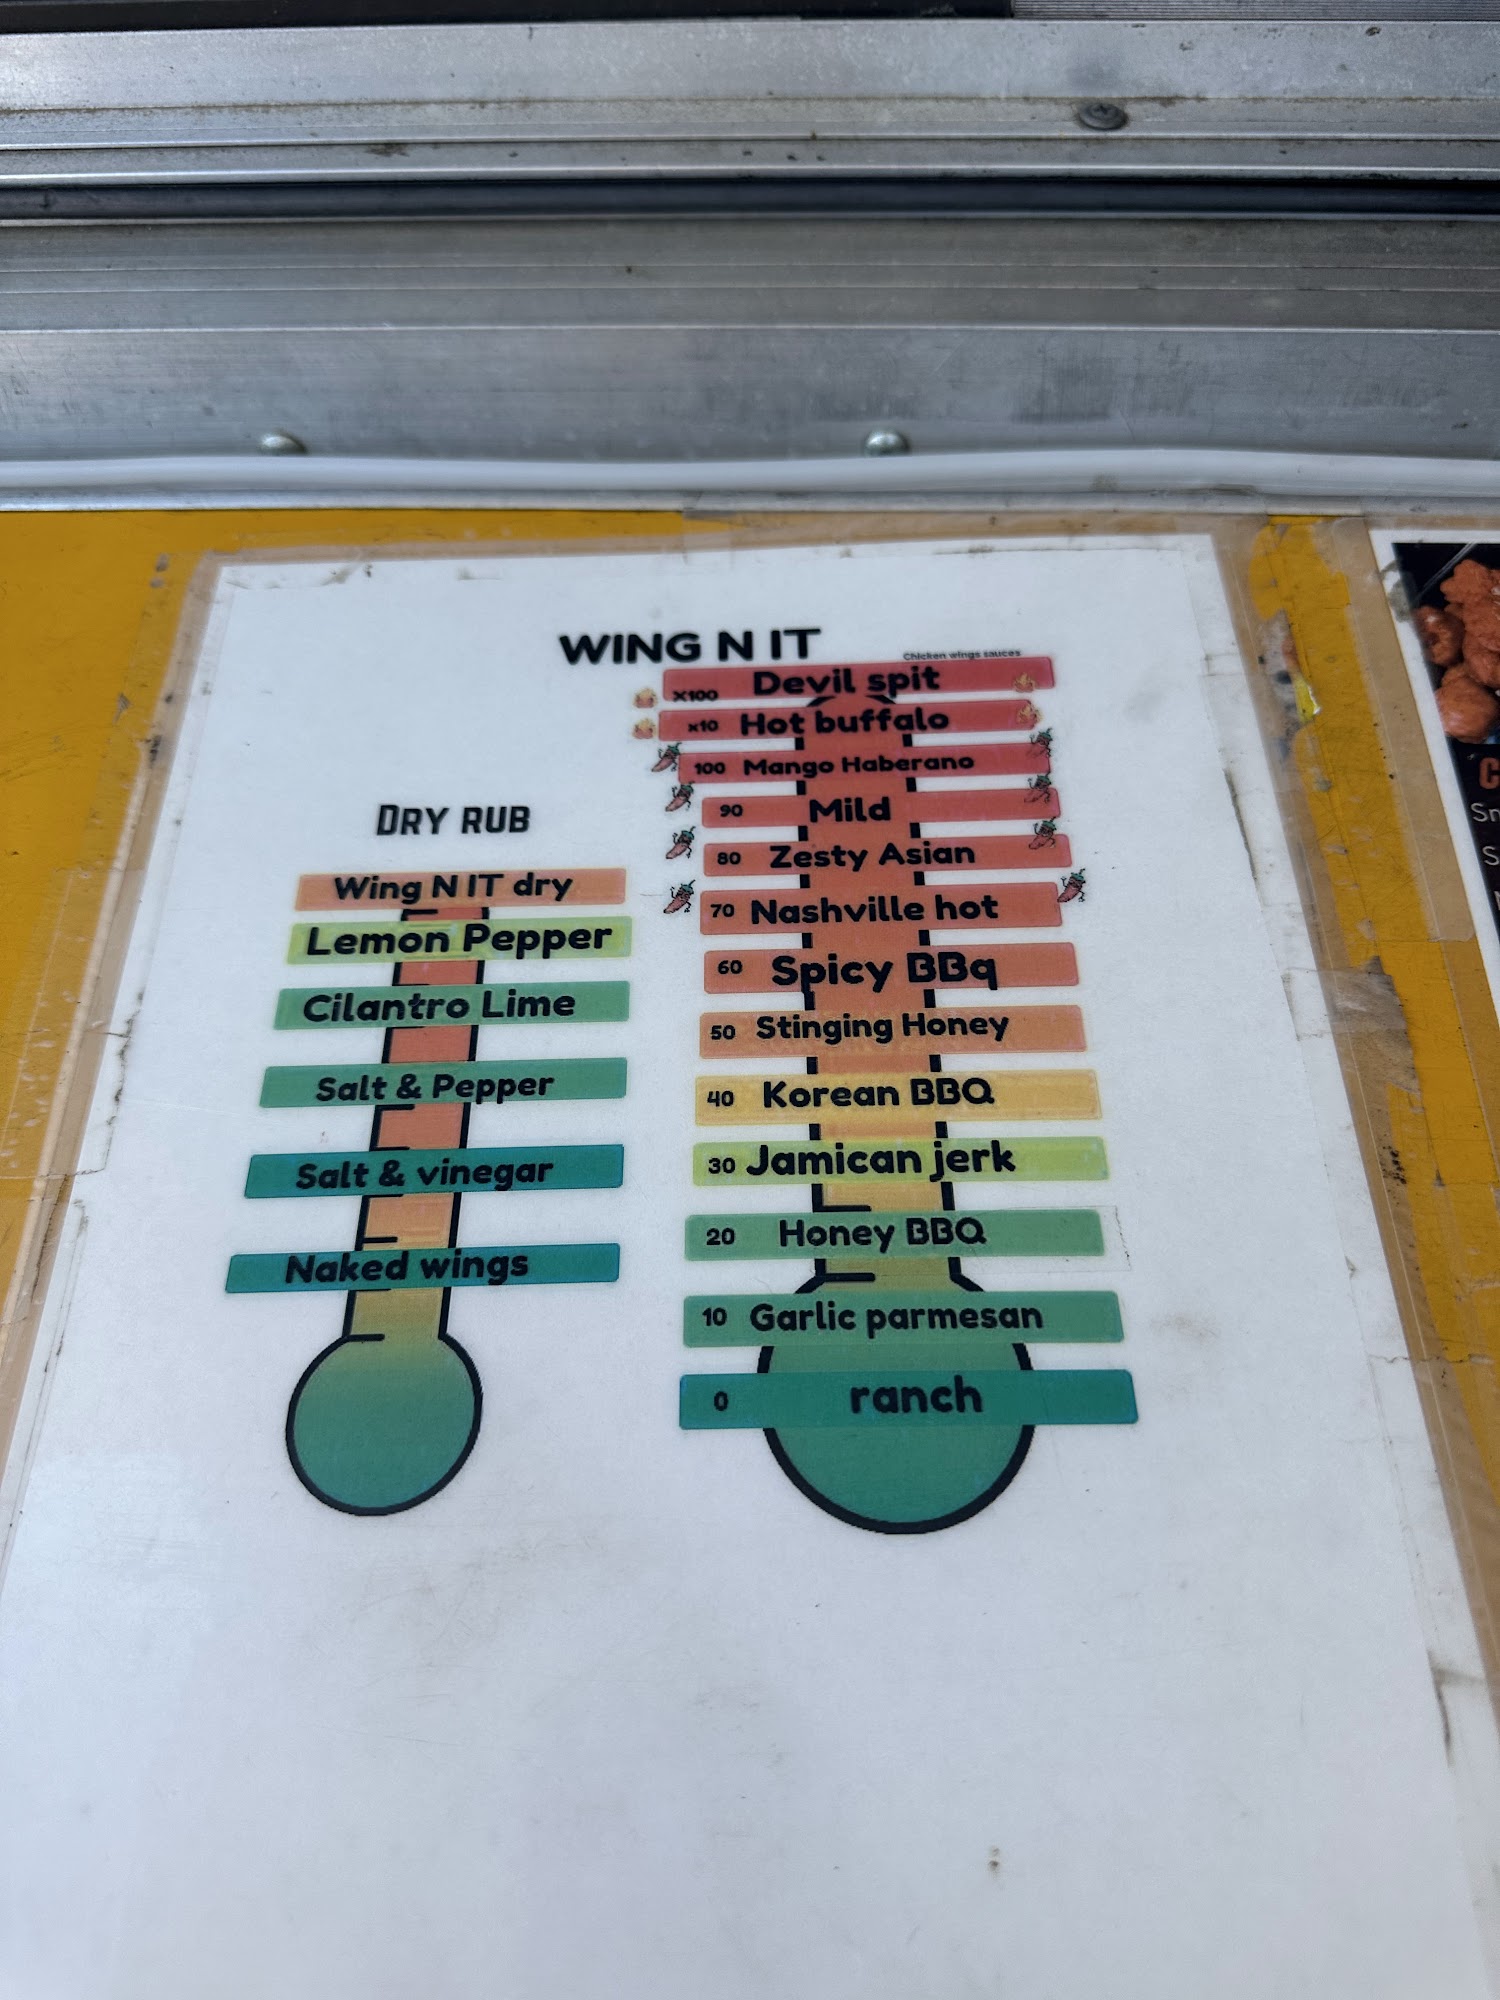 WING N IT
Chicken wings sauces
x100 Devil spit
x10 Hot buffalo
100 Mango Haberano
90 Mild
80 Zesty Asian
70 Nashville hot
60 Spicy BBq
50 Stinging Honey
40 Korean BBQ
30 Jamican jerk
20 Honey BBQ
10 Garlic parmesan
0 ranch
DRY RUB
Wing N IT dry
Lemon Pepper
Cilantro Lime
Salt & Pepper
Salt & vinegar
Naked wings